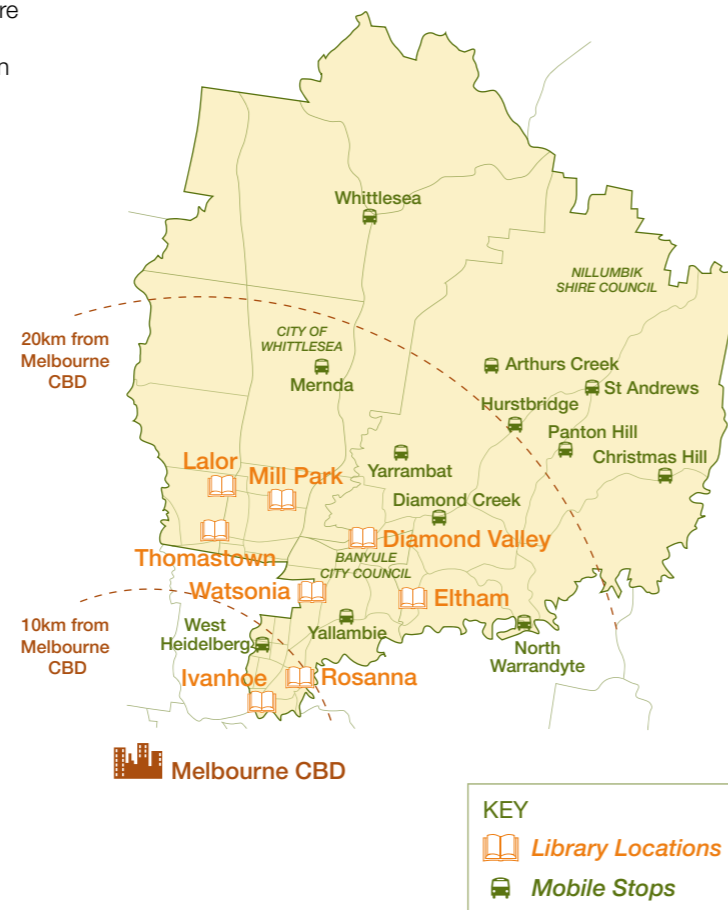 re
n
Whittlesea
NILLUMBIK
SHIRE COUNCIL
20km from
Melbourne
CBD
CITY OF
WHITTLESEA
Mernda
Arthurs Creek
St Andrews
Hurstbridge
Panton Hill
Christmas Hill
Lalor
Mill Park
Yarrambat
Diamond Creek
Thomastown
Diamond Valley
BANYULE
CITY COUNCIL
Watsonia
Eltham
10km from
Melbourne
CBD
West
Heidelberg
Yallambie
North
Warrandyte
Ivanhoe
Rosanna
Melbourne CBD
KEY
Library Locations
Mobile Stops